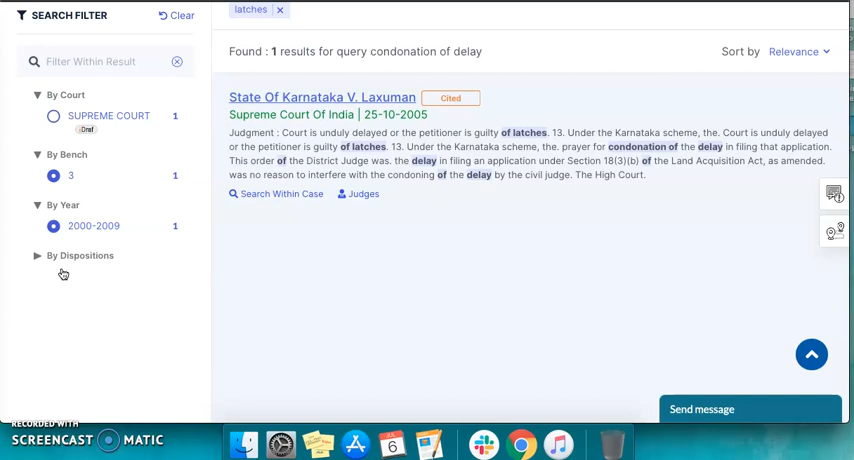 latches ×
SEARCH FILTER Clear
Filter Within Result
Found : 1 results for query condonation of delay Sort by Relevance
By Court
SUPREME COURT 1
By Bench
3 1
By Year
2000-2009 1
By Dispositions
State Of Karnataka V. Laxuman Cited
Supreme Court Of India | 25-10-2005
Judgment : Court is unduly delayed or the petitioner is guilty of latches. 13. Under the Karnataka scheme, the. Court is unduly delayed
or the petitioner is guilty of latches. 13. Under the Karnataka scheme, the. prayer for condonation of the delay in filing that application.
This order of the District Judge was. the delay in filing an application under Section 18(3)(b) of the Land Acquisition Act, as amended.
was no reason to interfere with the condoning of the delay by the civil judge. The High Court.
Search Within Case Judges
Send message
RECORDED WITH
SCREENCAST MATIC
6